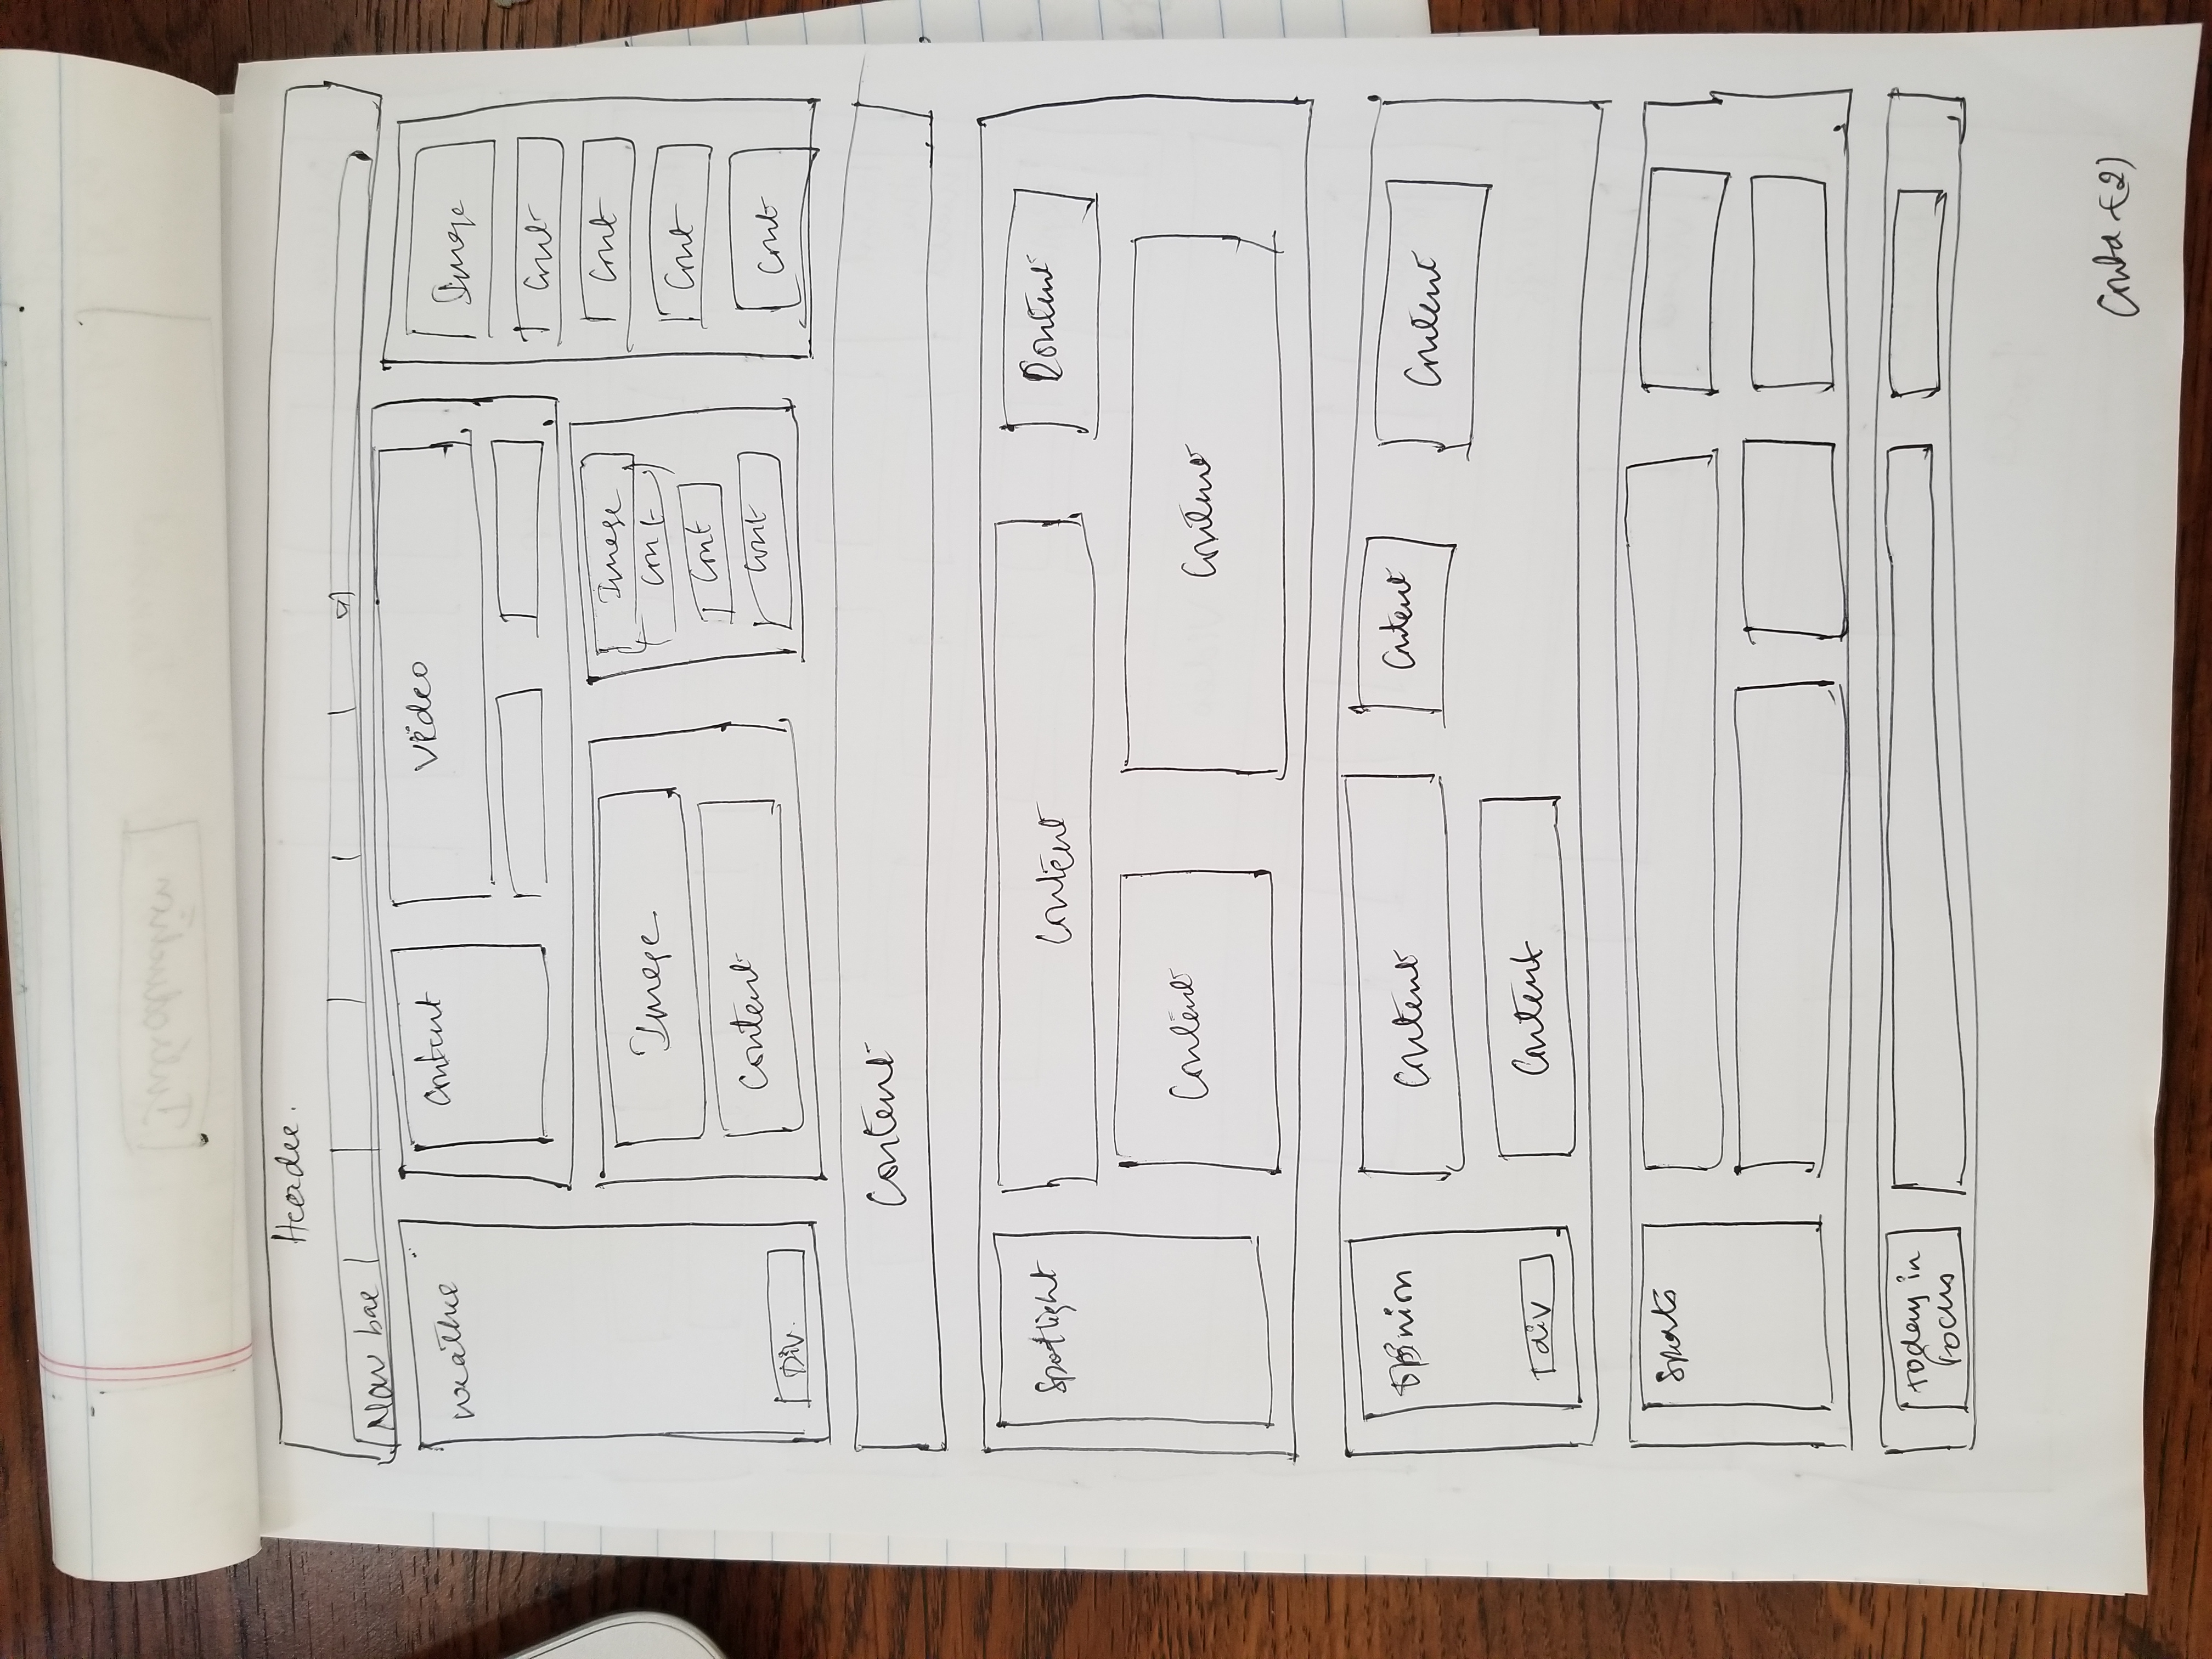 Header.
Nav bar
Weather
Content
Video
Image
Cont
Cont
Cont
Cont
Image
Content
Image
Cont
Cont
Cont
Div.
Content
Spotlight
Content
Content
Content
Content
Opinion
Content
Content
Content
div
Content
Sports
Today in
Focus
Contd -(2)